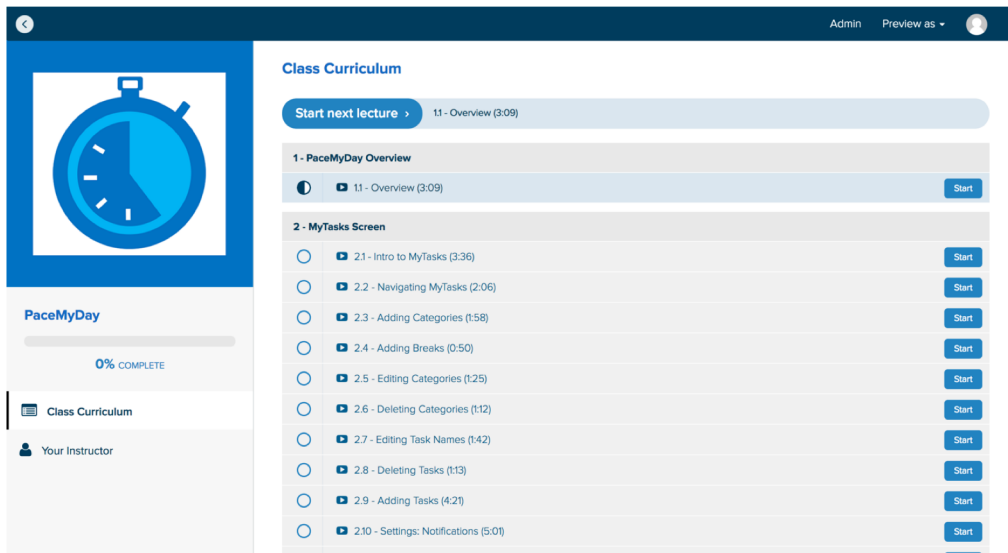 Admin Preview as
Class Curriculum
Start next lecture › 1.1 - Overview (3:09)
1 - PaceMyDay Overview
1.1 - Overview (3:09) Start
2 - MyTasks Screen
2.1 - Intro to MyTasks (3:36) Start
2.2 - Navigating MyTasks (2:06) Start
2.3 - Adding Categories (1:58) Start
2.4 - Adding Breaks (0:50) Start
2.5 - Editing Categories (1:25) Start
2.6 - Deleting Categories (1:12) Start
2.7 - Editing Task Names (1:42) Start
2.8 - Deleting Tasks (1:13) Start
2.9 - Adding Tasks (4:21) Start
2.10 - Settings: Notifications (5:01) Start
PaceMyDay
0% COMPLETE
Class Curriculum
Your Instructor